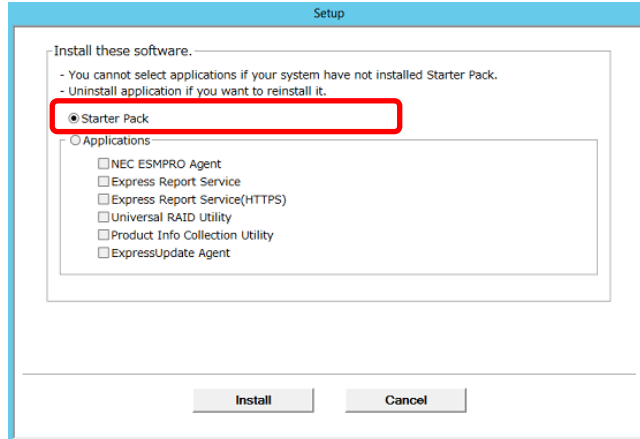 Setup
Install these software.
- You cannot select applications if your system have not installed Starter Pack.
- Uninstall application if you want to reinstall it.
Starter Pack
Applications
NEC ESMPRO Agent
Express Report Service
Express Report Service(HTTPS)
Universal RAID Utility
Product Info Collection Utility
ExpressUpdate Agent
Install Cancel